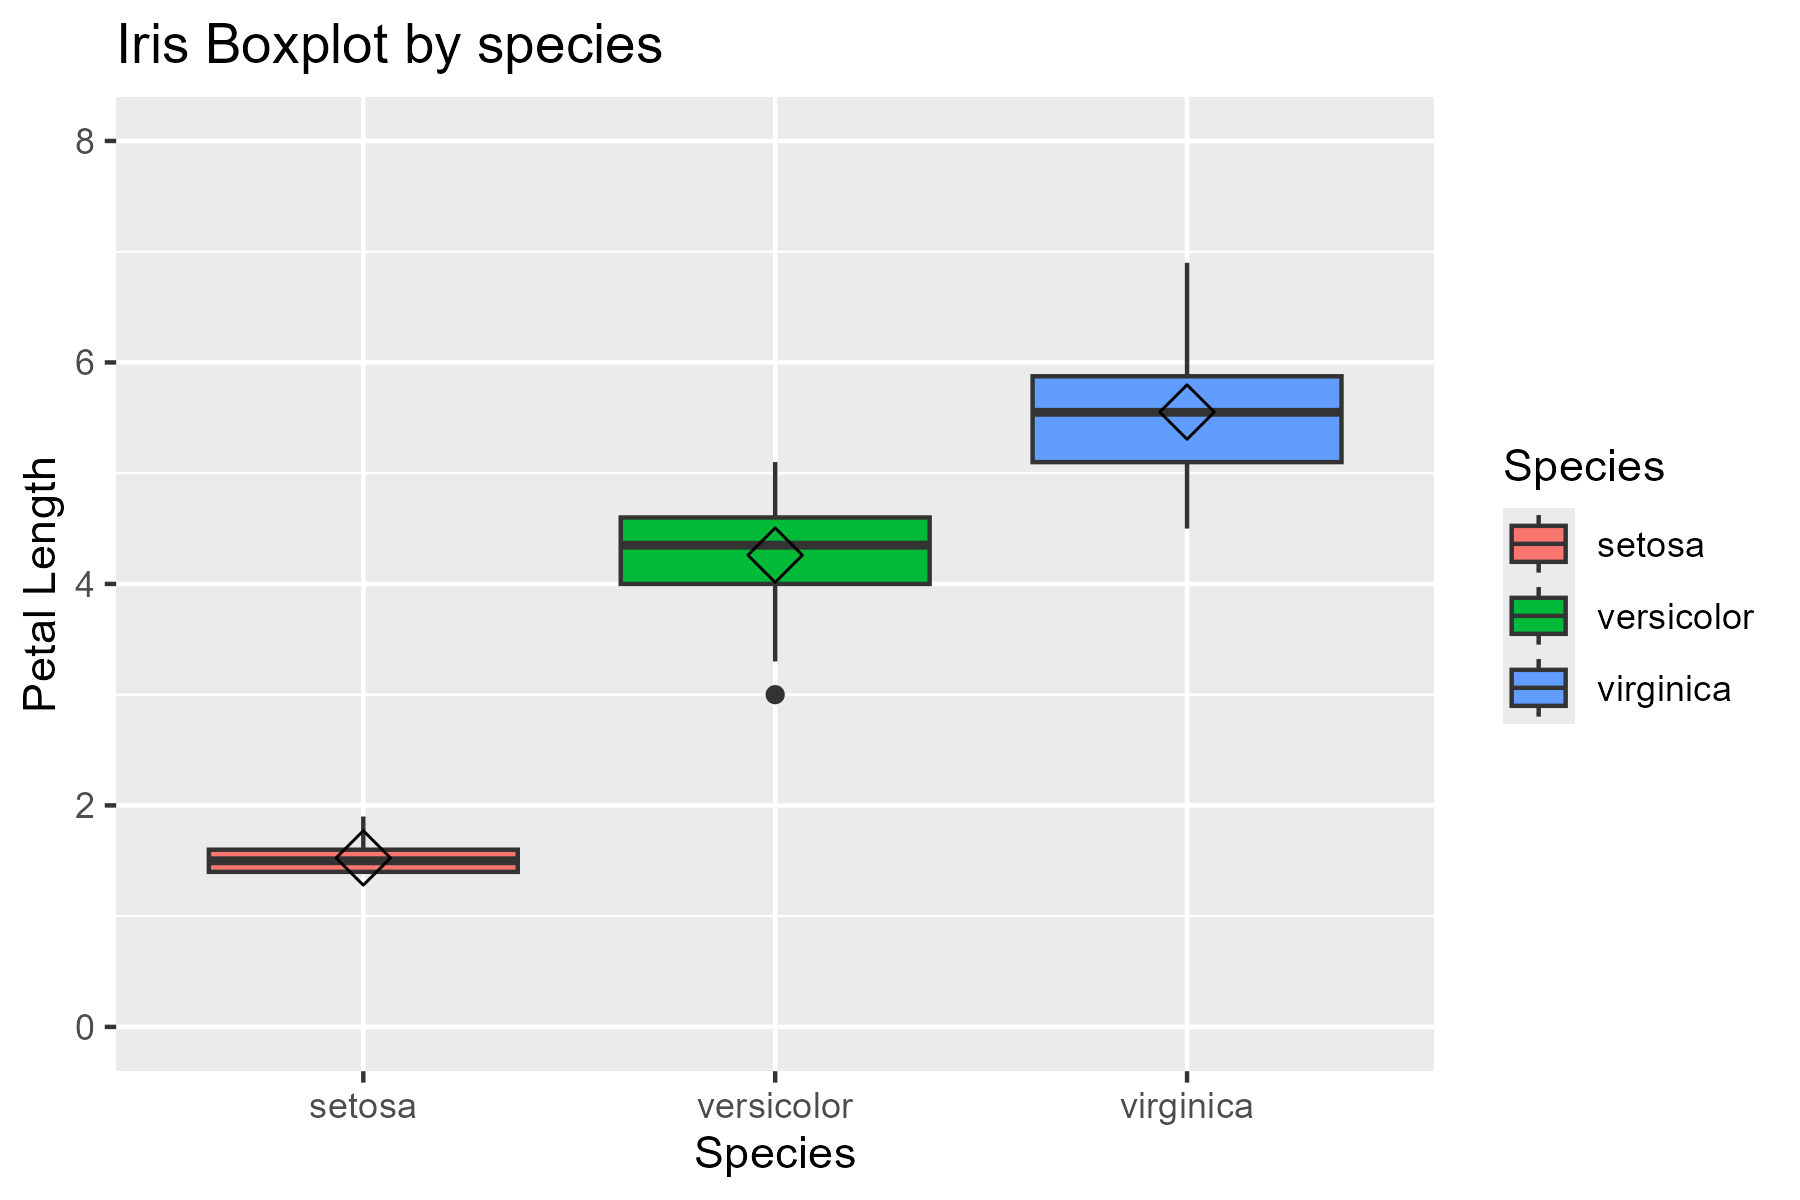 Iris Boxplot by species
8
6
4
2
0
Petal Length
setosa
versicolor
virginica
Species
Species
setosa
versicolor
virginica